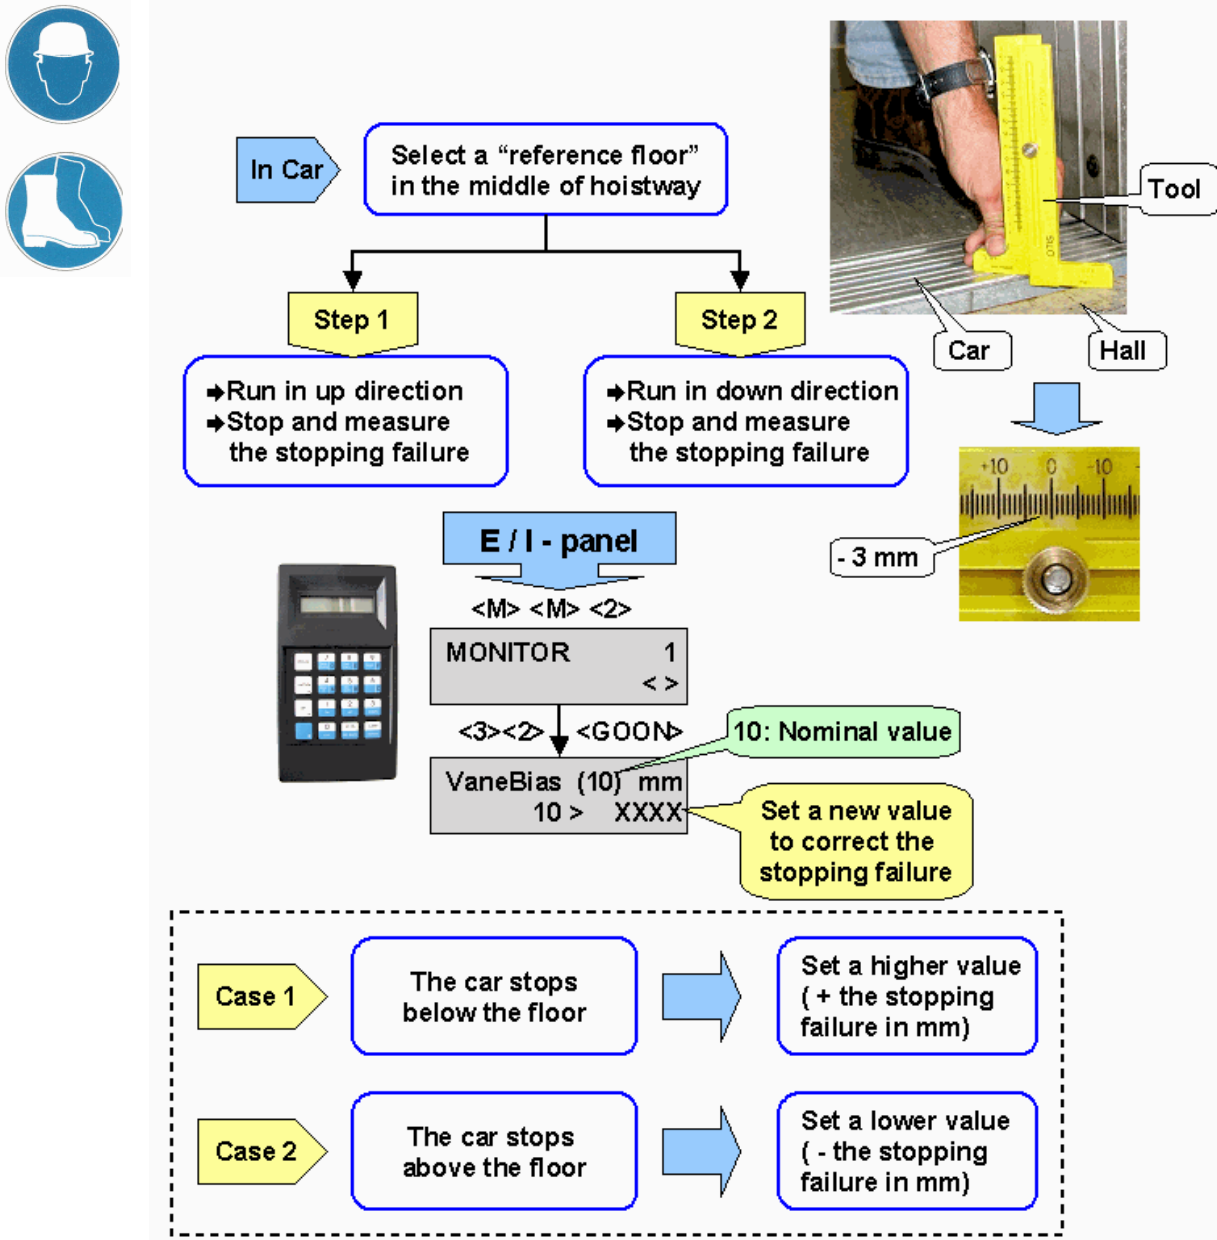 In Car
Select a “reference floor”
in the middle of hoistway
Tool
OTIS
Car
Hall
Step 1
Step 2
Run in up direction
Stop and measure
the stopping failure
Run in down direction
Stop and measure
the stopping failure
+10 0 -10
- 3 mm
E / I - panel
<M> <M> <2>
MONITOR 1
< >
<3><2> <GOON>
10: Nominal value
VaneBias (10) mm
10 > XXXX
Set a new value
to correct the
stopping failure
Case 1
The car stops
below the floor
Set a higher value
( + the stopping
failure in mm)
Case 2
The car stops
above the floor
Set a lower value
( - the stopping
failure in mm)